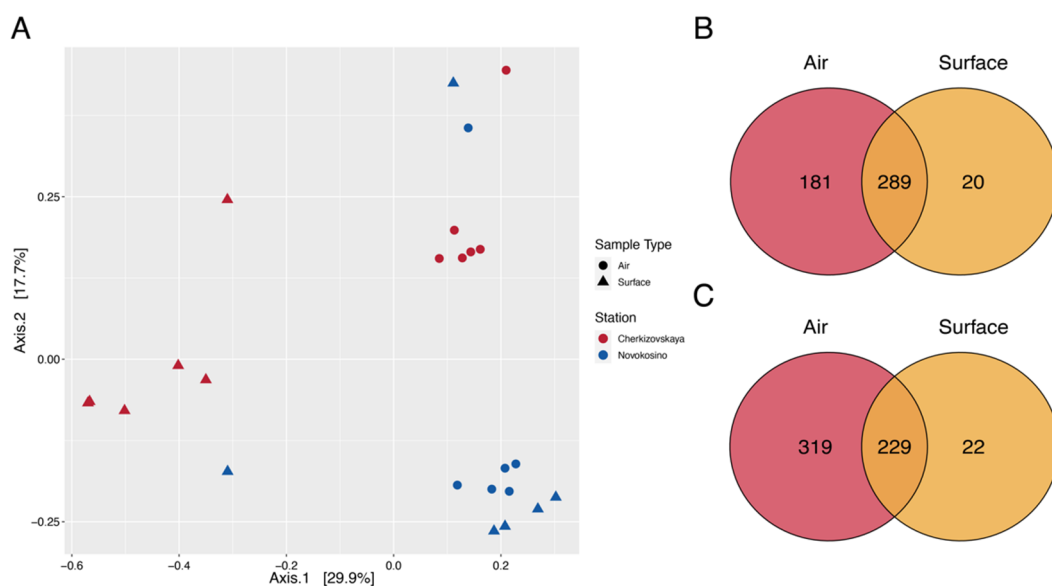 A
0.25
0.00
−0.25
Axis.2 [17.7%]
−0.6
−0.4
−0.2
0.0
0.2
Axis.1 [29.9%]
Sample Type
Air
Surface
Station
Cherkizovskaya
Novokosino
B
Air
Surface
181
289
20
C
Air
Surface
319
229
22